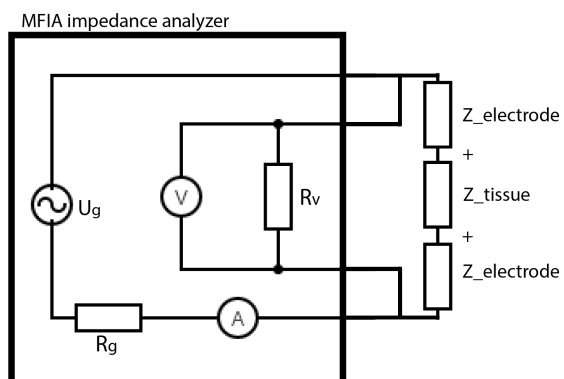 MFIA impedance analyzer
Z_electrode
+
V
Rv
Z_tissue
Ug
+
Z_electrode
A
Rg